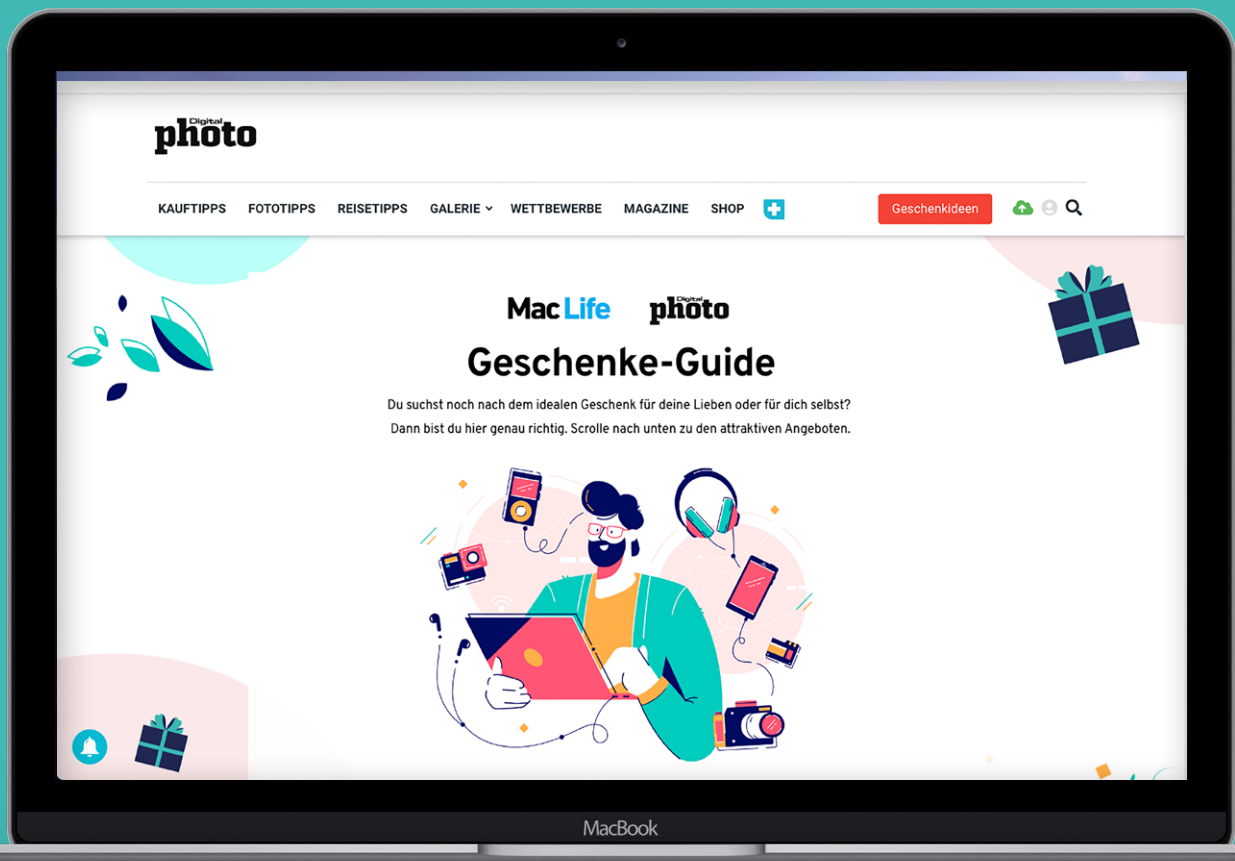 Digital
photo
KAUFTIPPS FOTOTIPPS REISETIPPS GALERIE WETTBEWERBE MAGAZINE SHOP Geschenkideen
Mac Life Digital photo
Geschenke-Guide
Du suchst noch nach dem idealen Geschenk für deine Lieben oder für dich selbst?
Dann bist du hier genau richtig. Scrolle nach unten zu den attraktiven Angeboten.
MacBook